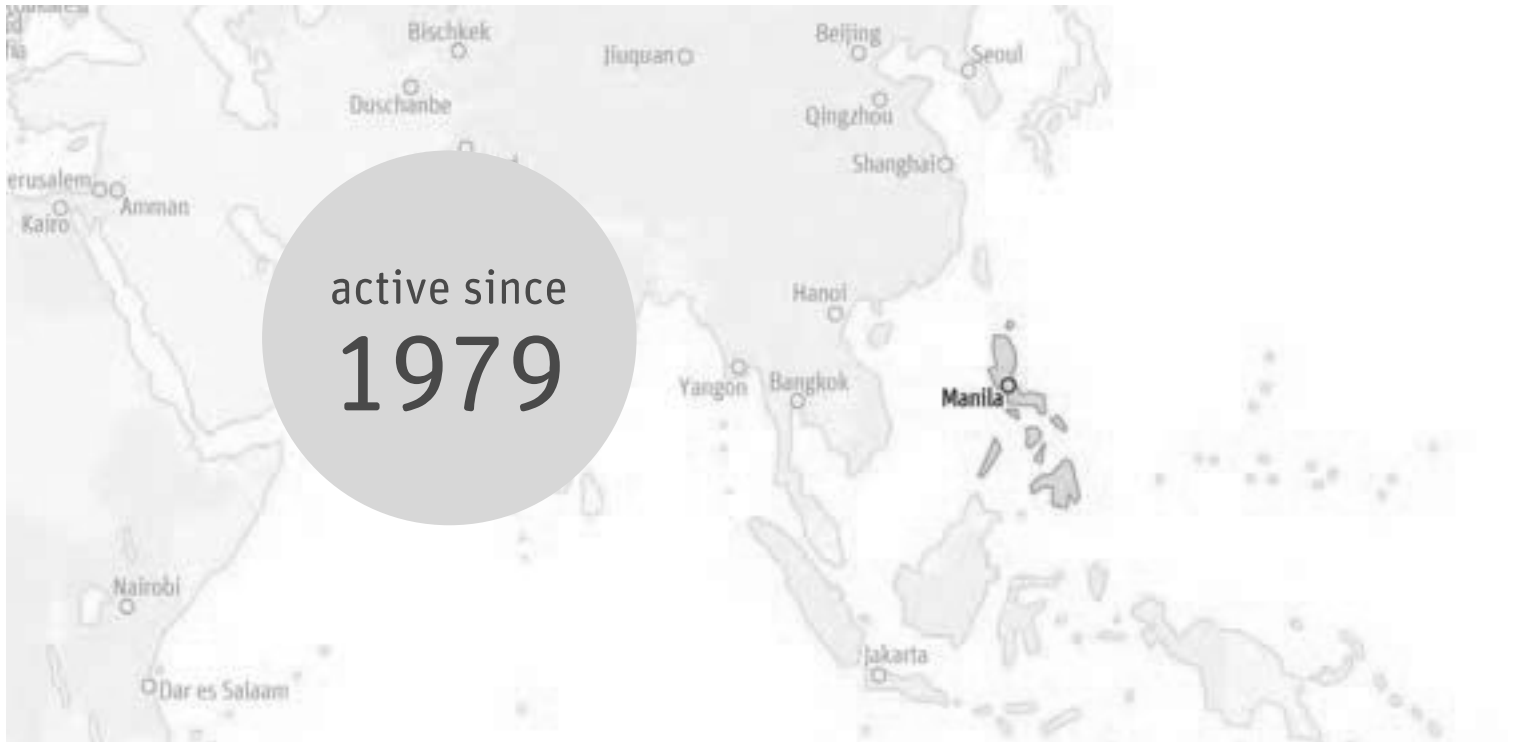 Bischkek
Jiuquan
Beijing
Seoul
Duschanbe
Qingzhou
Shanghai
erusalem
Amman
Kairo
active since
1979
Hanoi
Yangon
Bangkok
Manila
Nairobi
Jakarta
Dar es Salaam